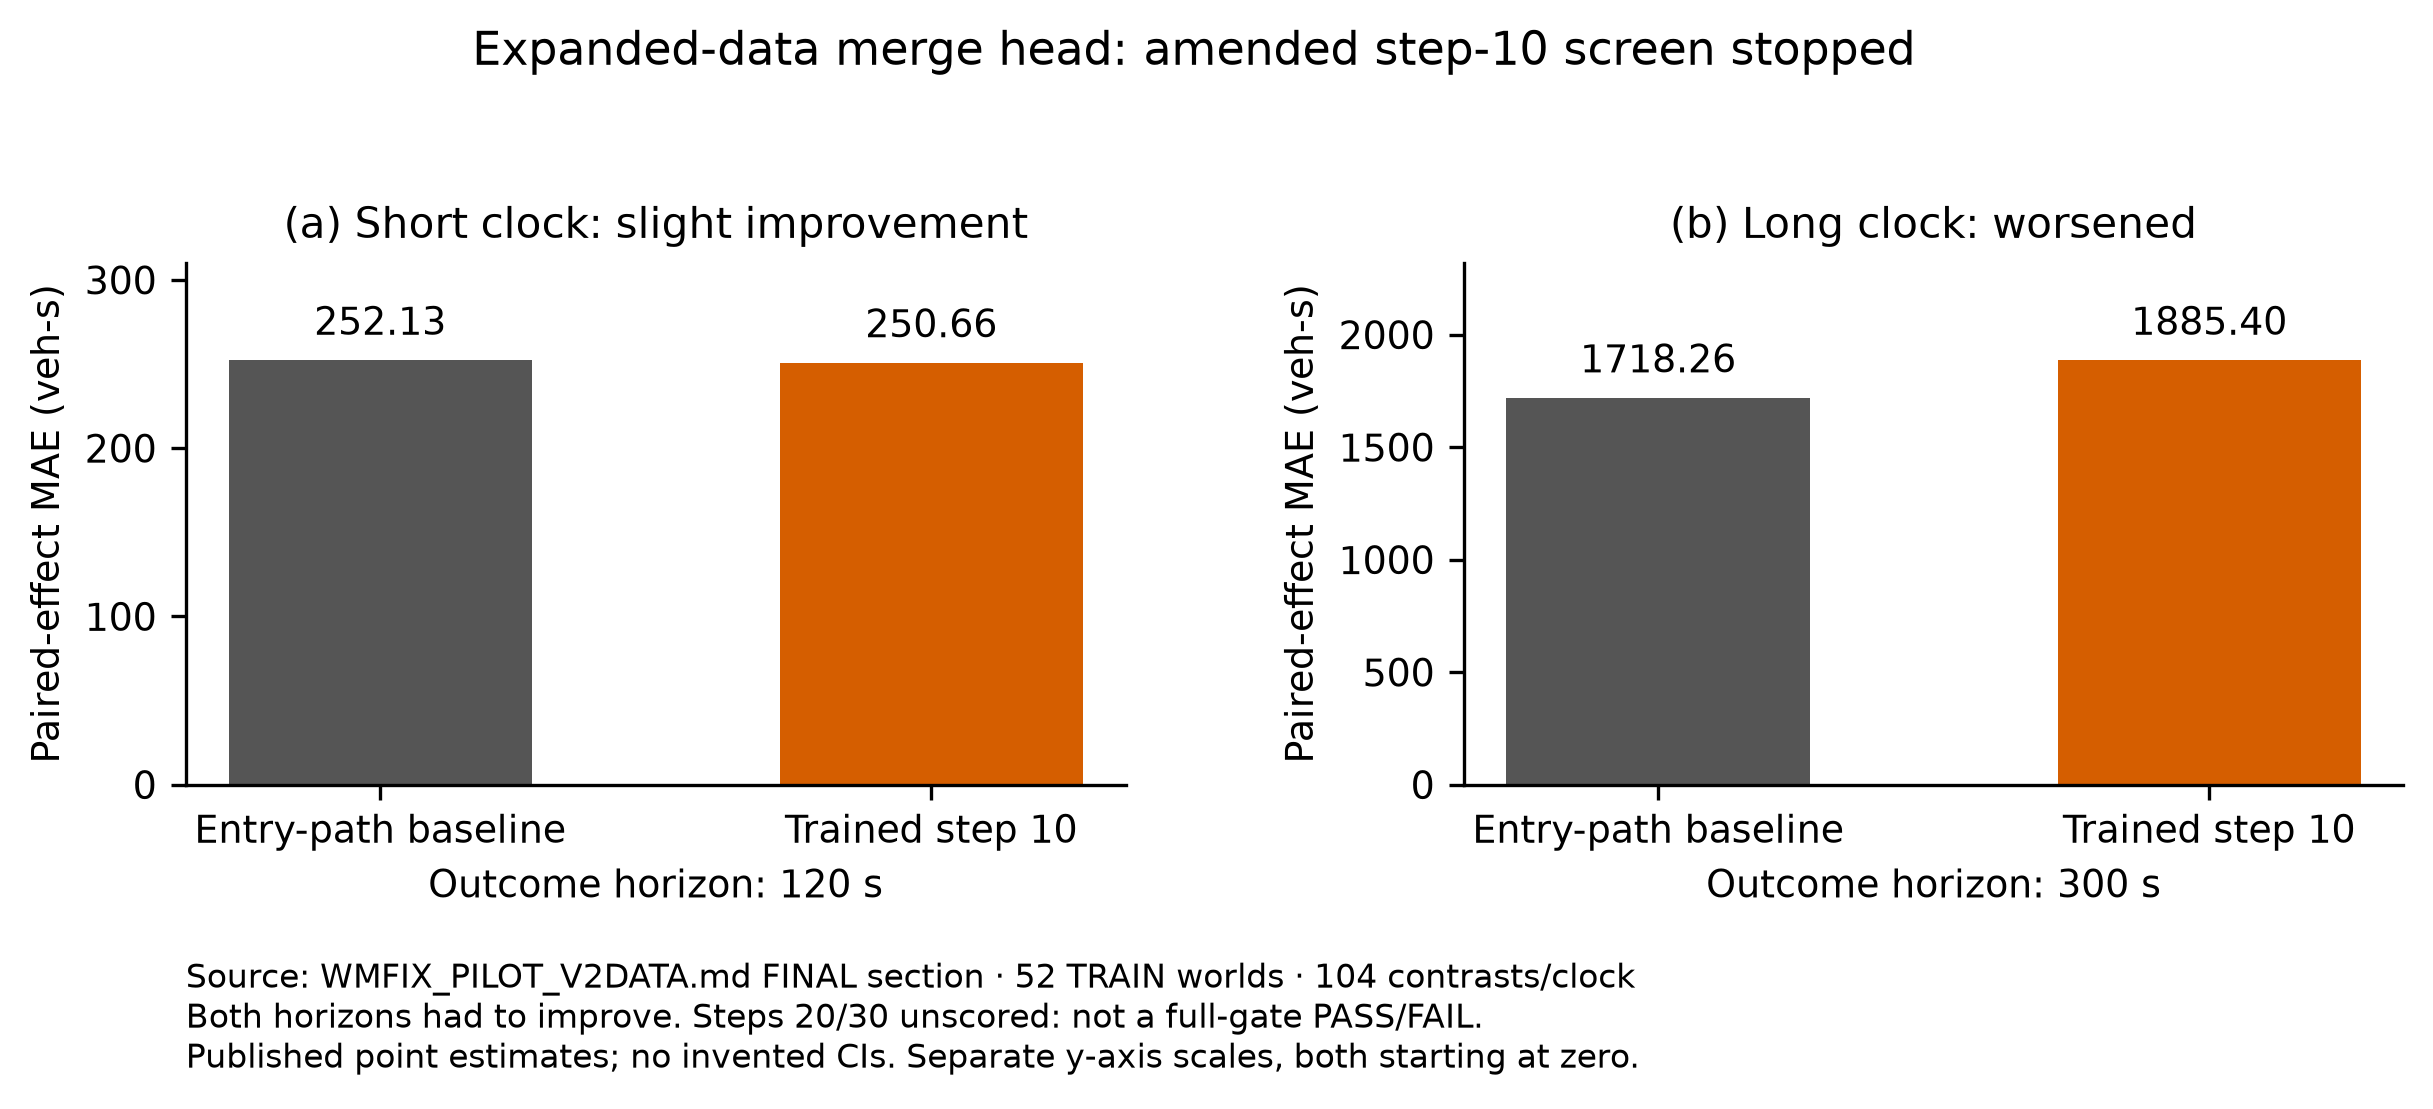 Expanded-data merge head: amended step-10 screen stopped
(a) Short clock: slight improvement
Paired-effect MAE (veh-s)
300
200
100
0
252.13
250.66
Entry-path baseline
Trained step 10
Outcome horizon: 120 s
(b) Long clock: worsened
Paired-effect MAE (veh-s)
2000
1500
1000
500
0
1718.26
1885.40
Entry-path baseline
Trained step 10
Outcome horizon: 300 s
Source: WMFIX_PILOT_V2DATA.md FINAL section · 52 TRAIN worlds · 104 contrasts/clock
Both horizons had to improve. Steps 20/30 unscored: not a full-gate PASS/FAIL.
Published point estimates; no invented CIs. Separate y-axis scales, both starting at zero.